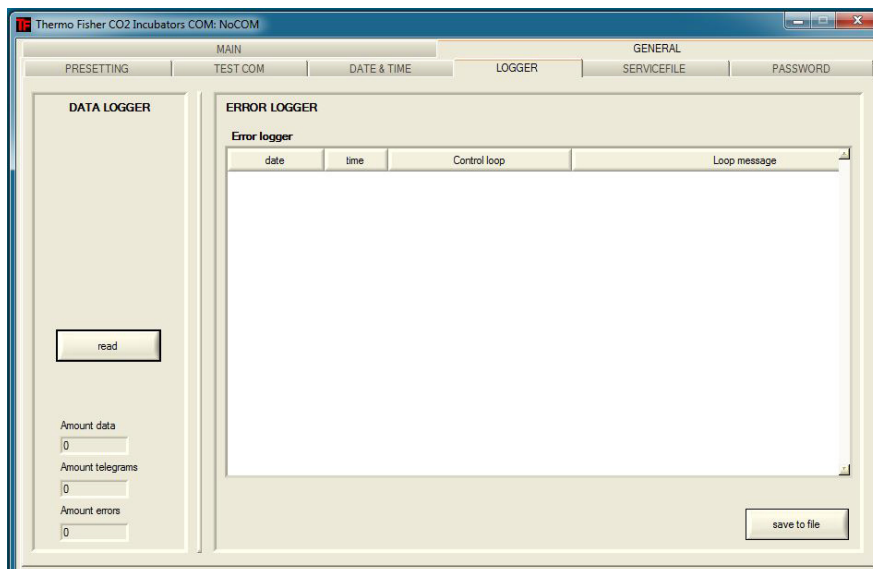 TF Thermo Fisher CO2 Incubators COM: NoCOM
MAIN GENERAL
PRESETTING TEST COM DATE & TIME LOGGER SERVICEFILE PASSWORD
DATA LOGGER
read
Amount data
0
Amount telegrams
0
Amount errors
0
ERROR LOGGER
Error logger
date time Control loop Loop message
save to file